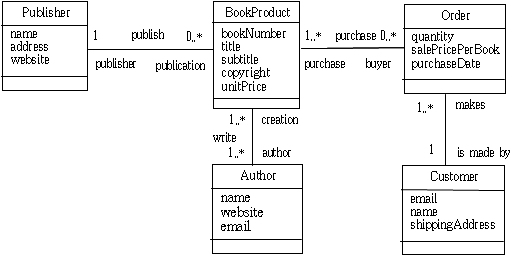 Publisher
name
address
website
1 publish 0..*
publisher publication
BookProduct
bookNumber
title
subtitle
copyright
unitPrice
1..* purchase 0..*
purchase buyer
Order
quantity
salePricePerBook
purchaseDate
1..* creation
write
1..* author
Author
name
website
email
1..* makes
1 is made by
Customer
email
name
shippingAddress